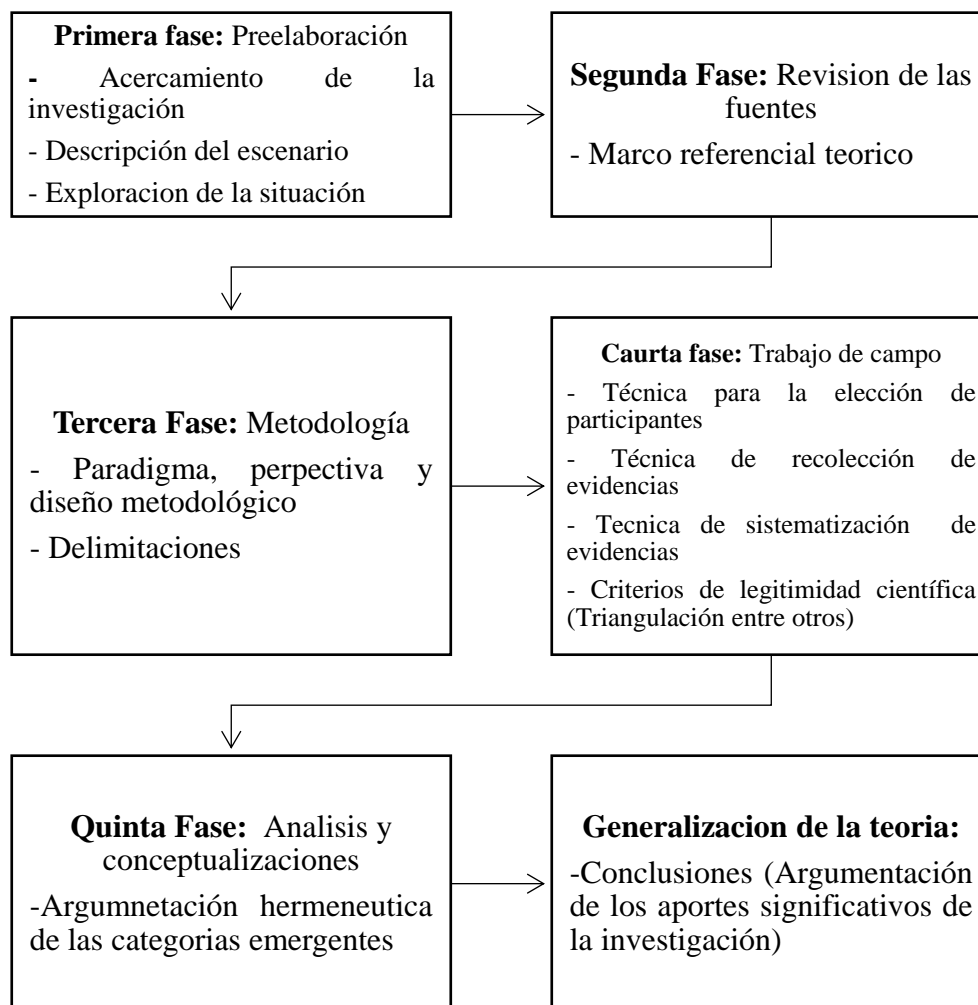 Primera fase: Preelaboración
- Acercamiento de la
investigación
- Descripción del escenario
- Exploracion de la situación
Segunda Fase: Revision de las
fuentes
- Marco referencial teorico
Tercera Fase: Metodología
- Paradigma, perpectiva y
diseño metodológico
- Delimitaciones
Caurta fase: Trabajo de campo
- Técnica para la elección de
participantes
- Técnica de recolección de
evidencias
- Tecnica de sistematización de
evidencias
- Criterios de legitimidad científica
(Triangulación entre otros)
Quinta Fase: Analisis y
conceptualizaciones
-Argumnetación hermeneutica
de las categorias emergentes
Generalizacion de la teoria:
-Conclusiones (Argumentación
de los aportes significativos de
la investigación)